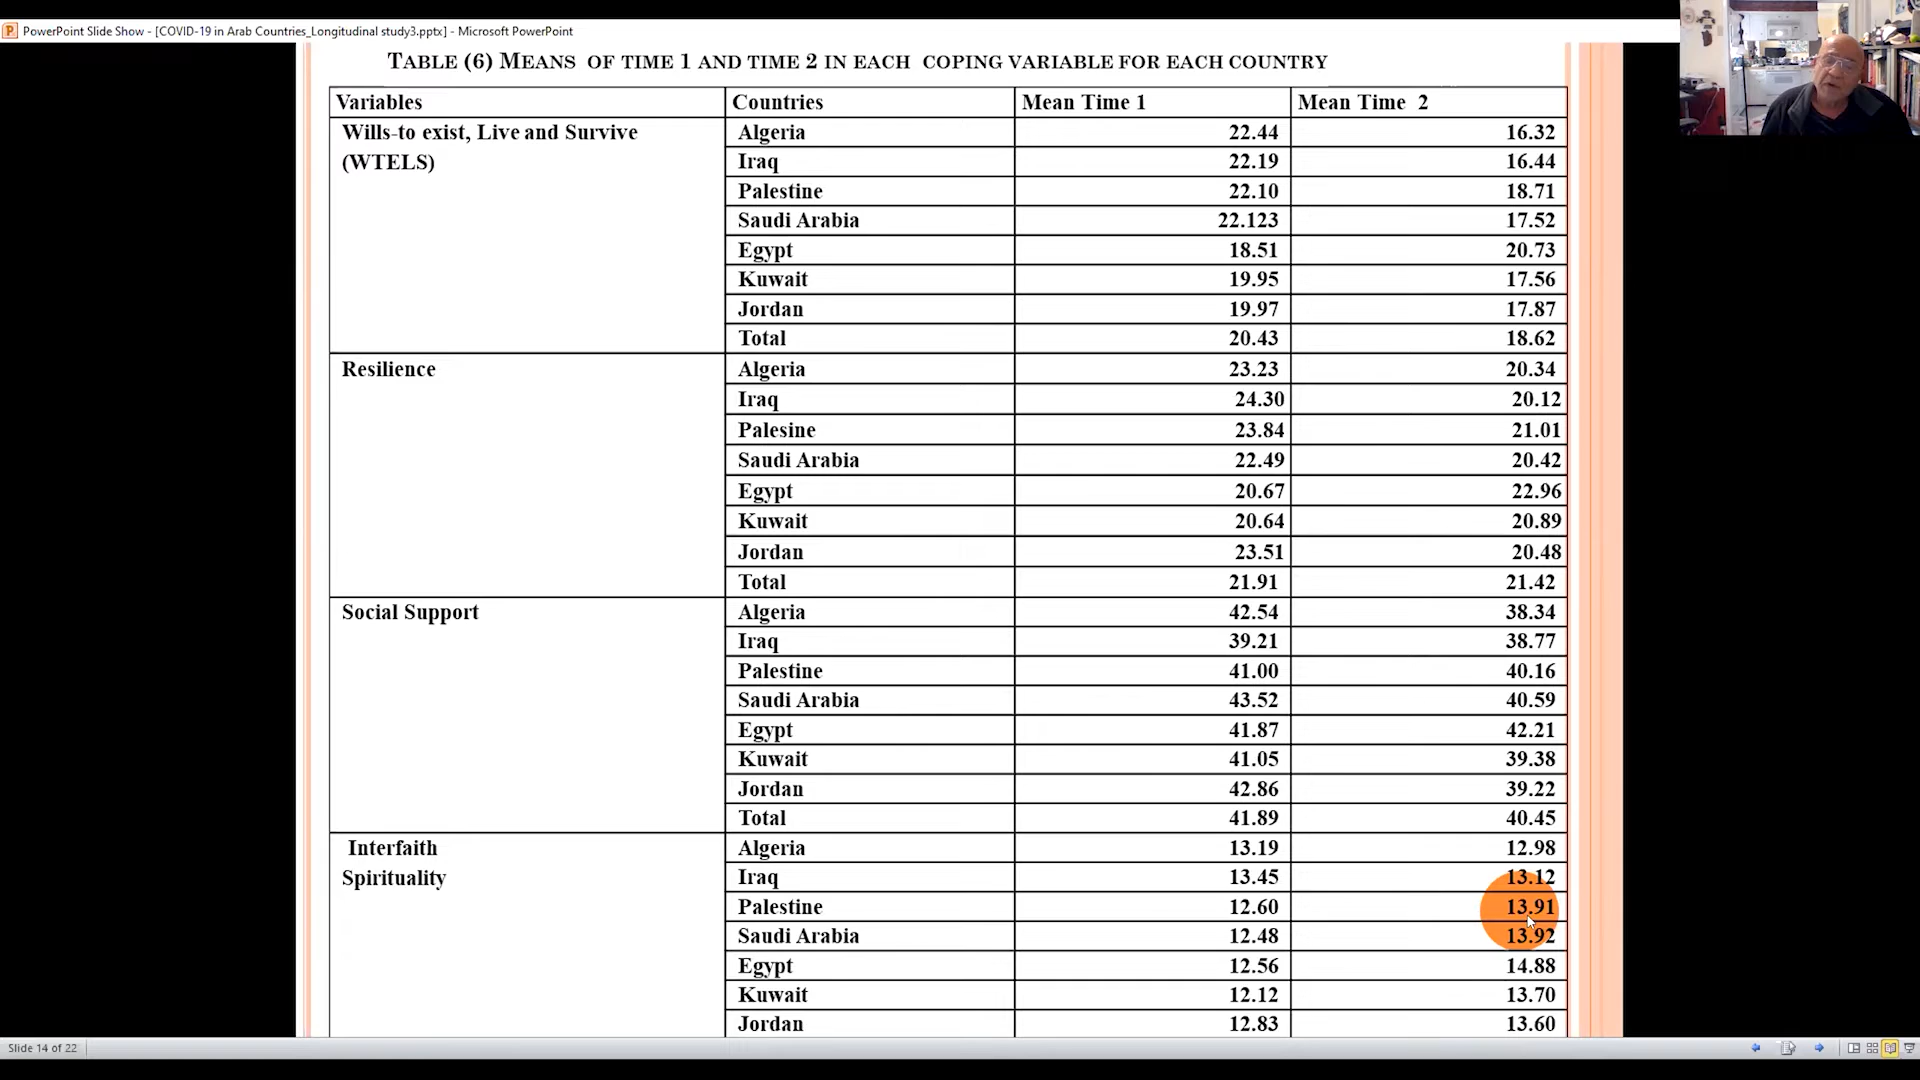 PowerPoint Slide Show - [COVID-19 in Arab Countries_Longitudinal study3.pptx] - Microsoft PowerPoint
TABLE (6) MEANS OF TIME 1 AND TIME 2 IN EACH COPING VARIABLE FOR EACH COUNTRY
Variables Countries Mean Time 1 Mean Time 2
Wills-to exist, Live and Survive Algeria 22.44 16.32
(WTELS) Iraq 22.19 16.44
Palestine 22.10 18.71
Saudi Arabia 22.123 17.52
Egypt 18.51 20.73
Kuwait 19.95 17.56
Jordan 19.97 17.87
Total 20.43 18.62
Resilience Algeria 23.23 20.34
Iraq 24.30 20.12
Palesine 23.84 21.01
Saudi Arabia 22.49 20.42
Egypt 20.67 22.96
Kuwait 20.64 20.89
Jordan 23.51 20.48
Total 21.91 21.42
Social Support Algeria 42.54 38.34
Iraq 39.21 38.77
Palestine 41.00 40.16
Saudi Arabia 43.52 40.59
Egypt 41.87 42.21
Kuwait 41.05 39.38
Jordan 42.86 39.22
Total 41.89 40.45
Interfaith Algeria 13.19 12.98
Spirituality Iraq 13.45 13.12
Palestine 12.60 13.91
Saudi Arabia 12.48 13.92
Egypt 12.56 14.88
Kuwait 12.12 13.70
Jordan 12.83 13.60
Slide 14 of 22